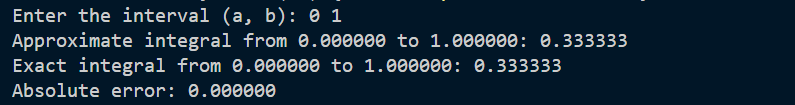 Enter the interval (a, b): 0 1
Approximate integral from 0.000000 to 1.000000: 0.333333
Exact integral from 0.000000 to 1.000000: 0.333333
Absolute error: 0.000000